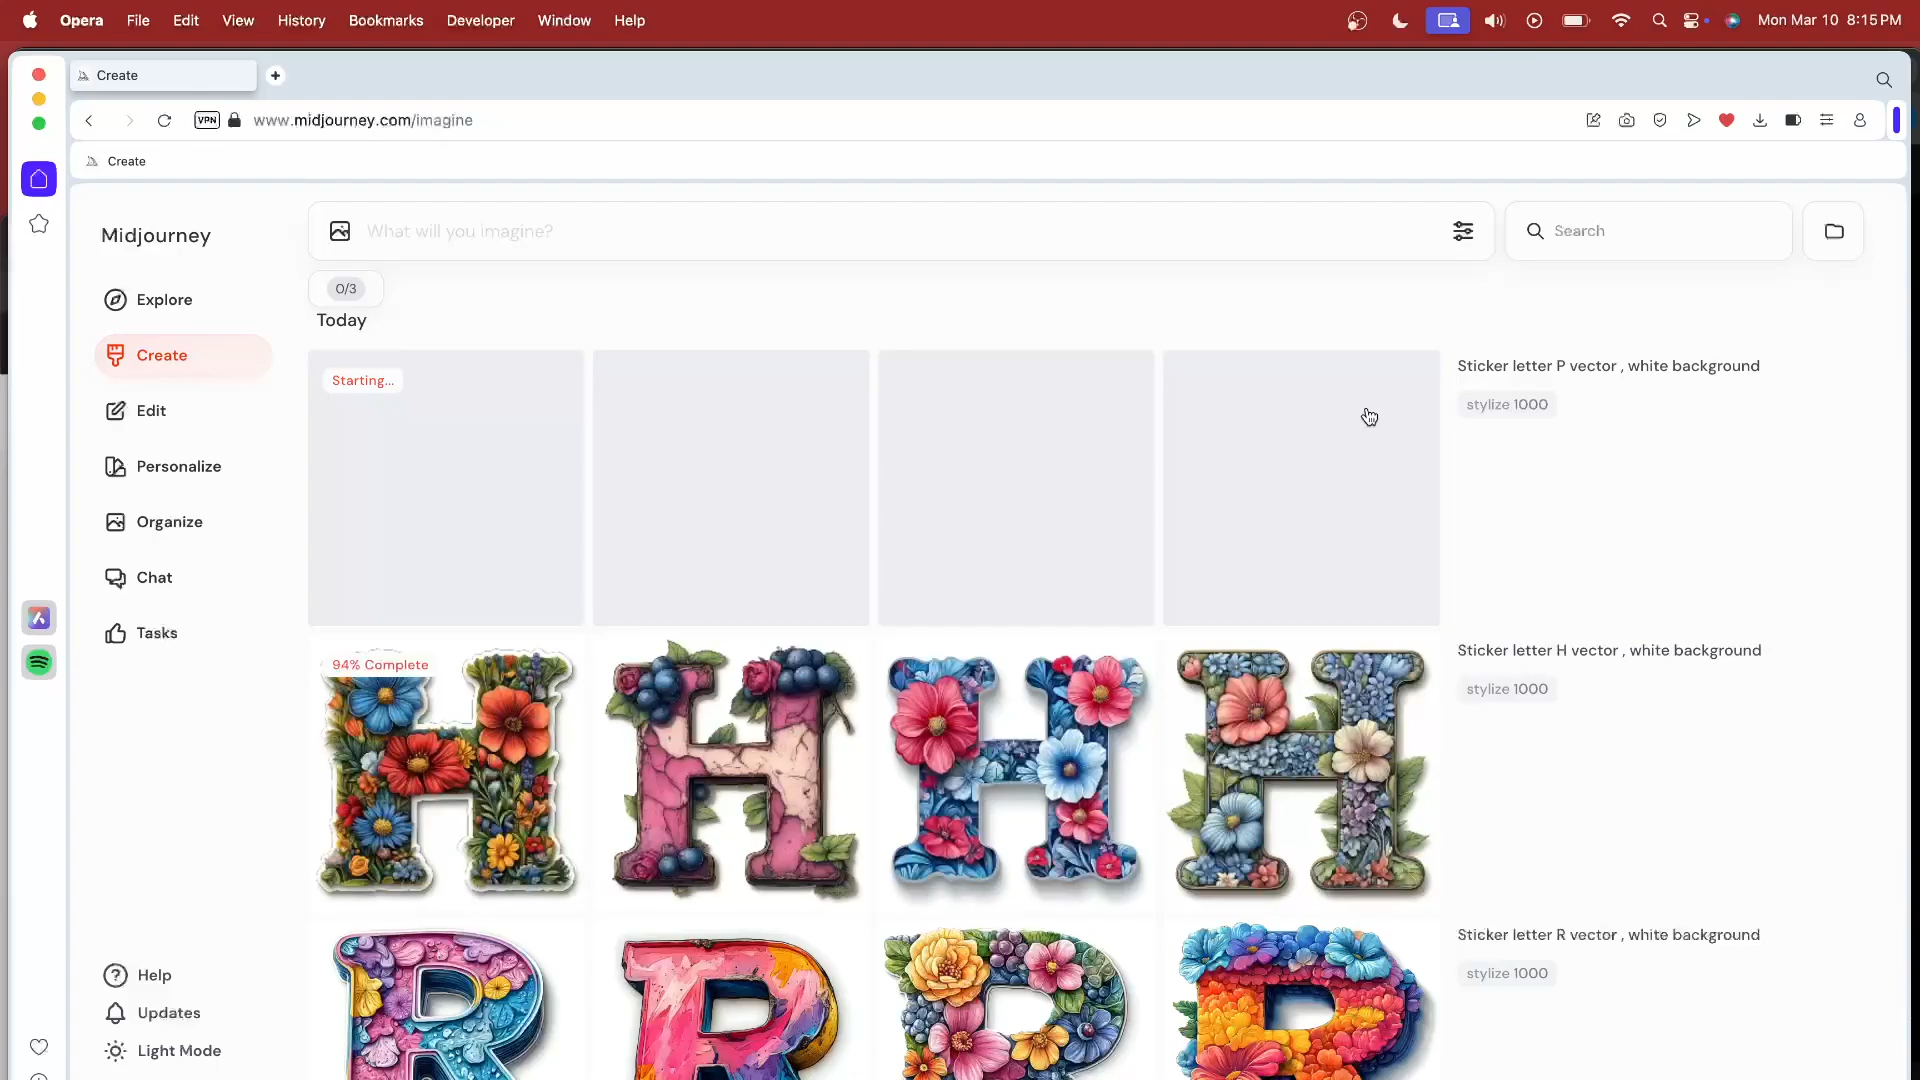 Opera File Edit View History Bookmarks Developer Window Help Mon Mar 10 8:15 PM
Create
VPN www.midjourney.com/imagine
Create
Midjourney
What will you imagine?
Search
0/3
Today
Explore
Create
Edit
Personalize
Organize
Chat
Tasks
Starting...
Sticker letter P vector , white background
stylize 1000
94% Complete
H
H
H
H
Sticker letter H vector , white background
stylize 1000
R
R
R
R
Sticker letter R vector , white background
stylize 1000
Help
Updates
Light Mode